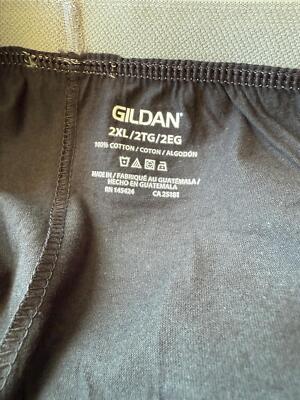 GILDAN®
2XL/2TG/2EG
100% COTTON / COTON / ALGODÓN
MADE IN / FABRIQUÉ AU GUATÉMALA /
HECHO EN GUATEMALA
RN 145424 CA 25181